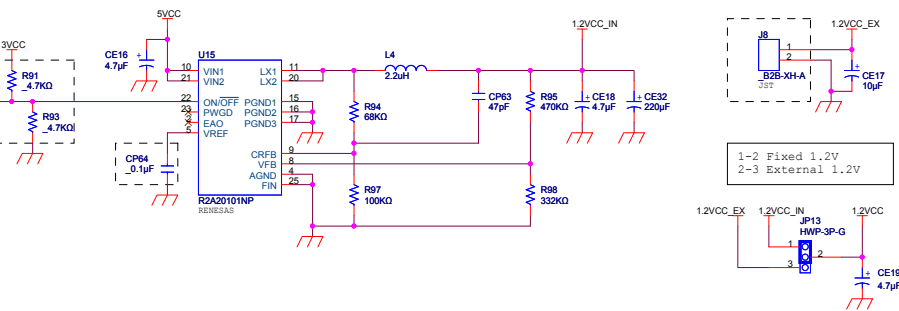 5VCC
3VCC
R91
_4.7KΩ
R93
_4.7KΩ
CE16
4.7µF
+
U15
10
VIN1
21
VIN2
22
ON/OFF
23
PWGD
2
EAO
5
VREF
LX1
11
LX2
20
PGND1
15
PGND2
16
PGND3
17
CRFB
9
VFB
8
AGND
4
FIN
25
R2A20101NP
RENESAS
CP64
_0.1µF
L4
2.2uH
R94
68KΩ
R97
100KΩ
CP63
47pF
R95
470KΩ
R98
332KΩ
1.2VCC_IN
+
CE18
4.7µF
+
CE32
220µF
1.2VCC_EX
J8
1
2
_B2B-XH-A
JST
+
CE17
10µF
1-2 Fixed 1.2V
2-3 External 1.2V
1.2VCC_EX
1.2VCC_IN
1.2VCC
JP13
HWP-3P-G
1
2
3
+
CE19
4.7µF